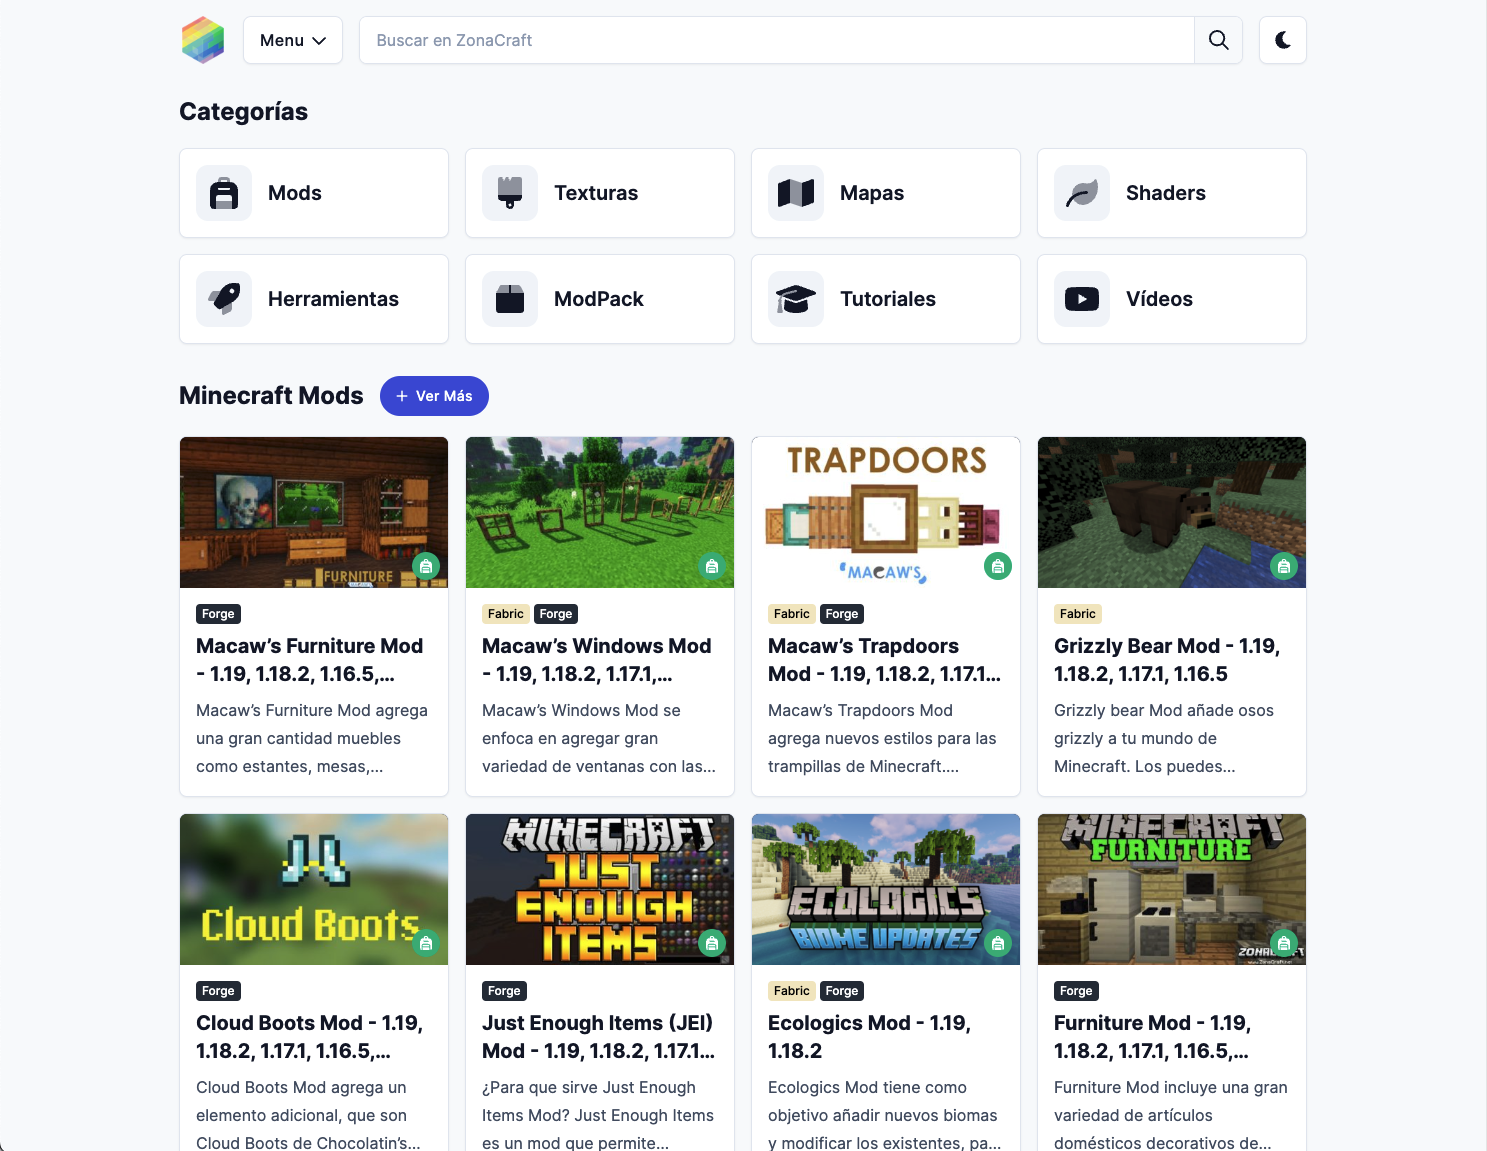 Menu
Buscar en ZonaCraft
Categorías
Mods
Texturas
Mapas
Shaders
Herramientas
ModPack
Tutoriales
Vídeos
Minecraft Mods
+ Ver Más
FURNITURE
Forge
Macaw’s Furniture Mod
- 1.19, 1.18.2, 1.16.5,...
Macaw’s Furniture Mod agrega
una gran cantidad muebles
como estantes, mesas,...
Fabric Forge
Macaw’s Windows Mod
- 1.19, 1.18.2, 1.17.1,...
Macaw’s Windows Mod se
enfoca en agregar gran
variedad de ventanas con las...
TRAPDOORS
MACAW'S
Fabric Forge
Macaw’s Trapdoors
Mod - 1.19, 1.18.2, 1.17.1...
Macaw’s Trapdoors Mod
agrega nuevos estilos para las
trampillas de Minecraft....
Fabric
Grizzly Bear Mod - 1.19,
1.18.2, 1.17.1, 1.16.5
Grizzly bear Mod añade osos
grizzly a tu mundo de
Minecraft. Los puedes...
Cloud Boots
Forge
Cloud Boots Mod - 1.19,
1.18.2, 1.17.1, 1.16.5,...
Cloud Boots Mod agrega un
elemento adicional, que son
Cloud Boots de Chocolatin’s...
MINECRAFT
JUST
ENOUGH
ITEMS
Forge
Just Enough Items (JEI)
Mod - 1.19, 1.18.2, 1.17.1...
¿Para que sirve Just Enough
Items Mod? Just Enough Items
es un mod que permite...
ECOLOGICS
BIOME UPDATES
Fabric Forge
Ecologics Mod - 1.19,
1.18.2
Ecologics Mod tiene como
objetivo añadir nuevos biomas
y modificar los existentes, pa...
MINECRAFT
FURNITURE
Forge
Furniture Mod - 1.19,
1.18.2, 1.17.1, 1.16.5,...
Furniture Mod incluye una gran
variedad de artículos
domésticos decorativos de...